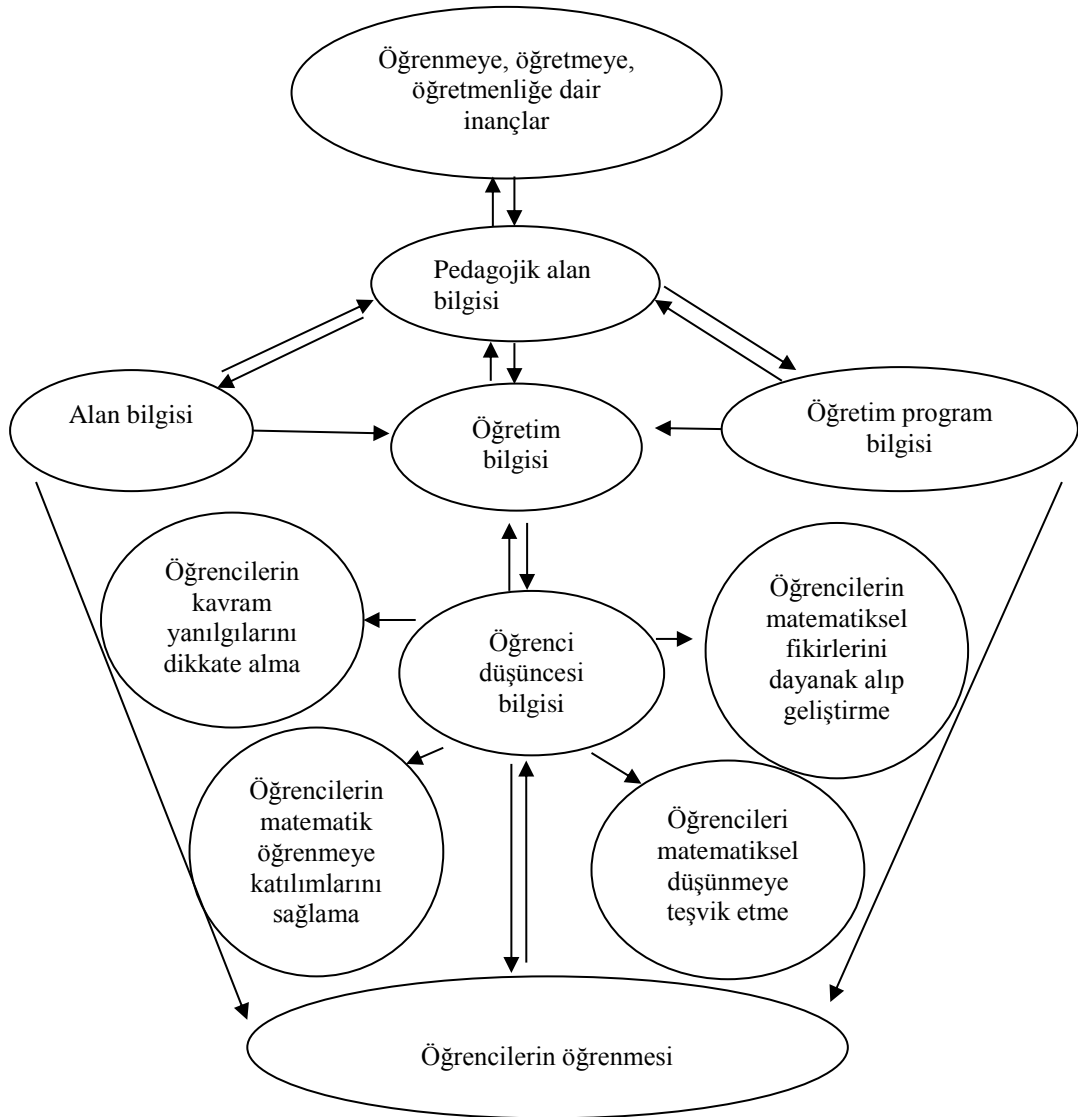 Öğrenmeye, öğretmeye,
öğretmenliğe dair
inançlar
Pedagojik alan
bilgisi
Alan bilgisi
Öğretim
bilgisi
Öğretim program
bilgisi
Öğrencilerin
kavram
yanılgılarını
dikkate alma
Öğrenci
düşüncesi
bilgisi
Öğrencilerin
matematiksel
fikirlerini
dayanak alıp
geliştirme
Öğrencilerin
matematik
öğrenmeye
katılımlarını
sağlama
Öğrencileri
matematiksel
düşünmeye
teşvik etme
Öğrencilerin öğrenmesi